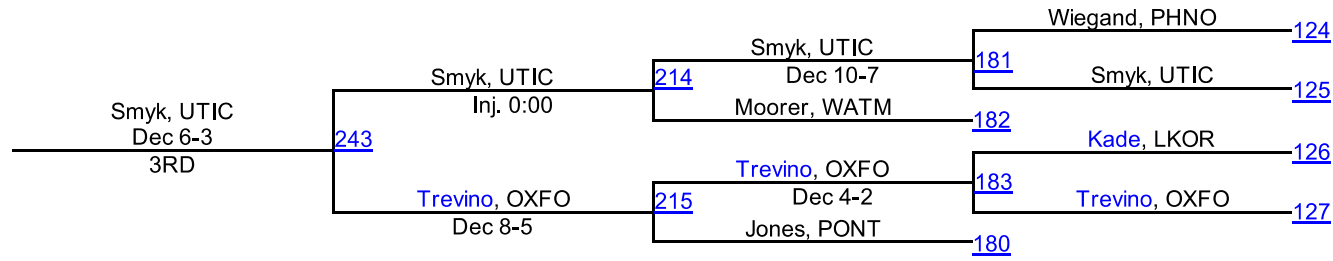 Wiegand, PHNO
124
Smyk, UTIC
181
Dec 10-7
Smyk, UTIC
125
Smyk, UTIC
214
Inj. 0:00
Moorer, WATM
182
Smyk, UTIC
243
Dec 6-3
3RD
Kade, LKOR
126
Trevino, OXFO
183
Dec 4-2
Trevino, OXFO
127
Trevino, OXFO
215
Dec 8-5
Jones, PONT
180